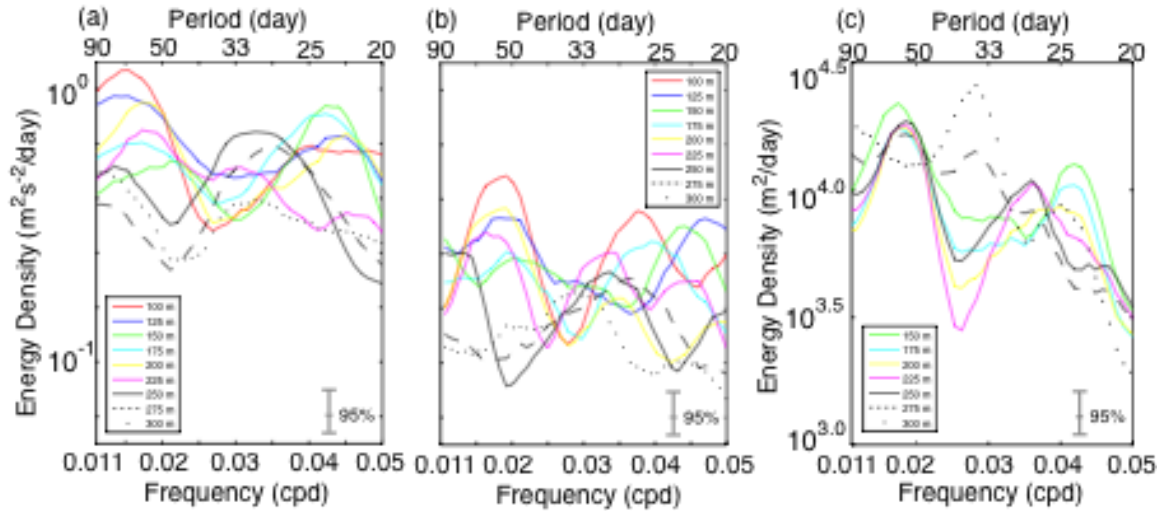 (a) Period (day)
90 50 33 25 20
10^0
10^-1
Energy Density (m^2s^-2/day)
100 m
125 m
150 m
175 m
200 m
225 m
250 m
275 m
300 m
95%
0.011 0.02 0.03 0.04 0.05
Frequency (cpd)
(b) Period (day)
90 50 33 25 20
100 m
125 m
150 m
175 m
200 m
225 m
250 m
275 m
300 m
95%
0.011 0.02 0.03 0.04 0.05
Frequency (cpd)
(c) Period (day)
90 50 33 25 20
10^4.5
10^4.0
10^3.5
10^3.0
Energy Density (m^2/day)
150 m
175 m
200 m
225 m
250 m
275 m
300 m
95%
0.011 0.02 0.03 0.04 0.05
Frequency (cpd)